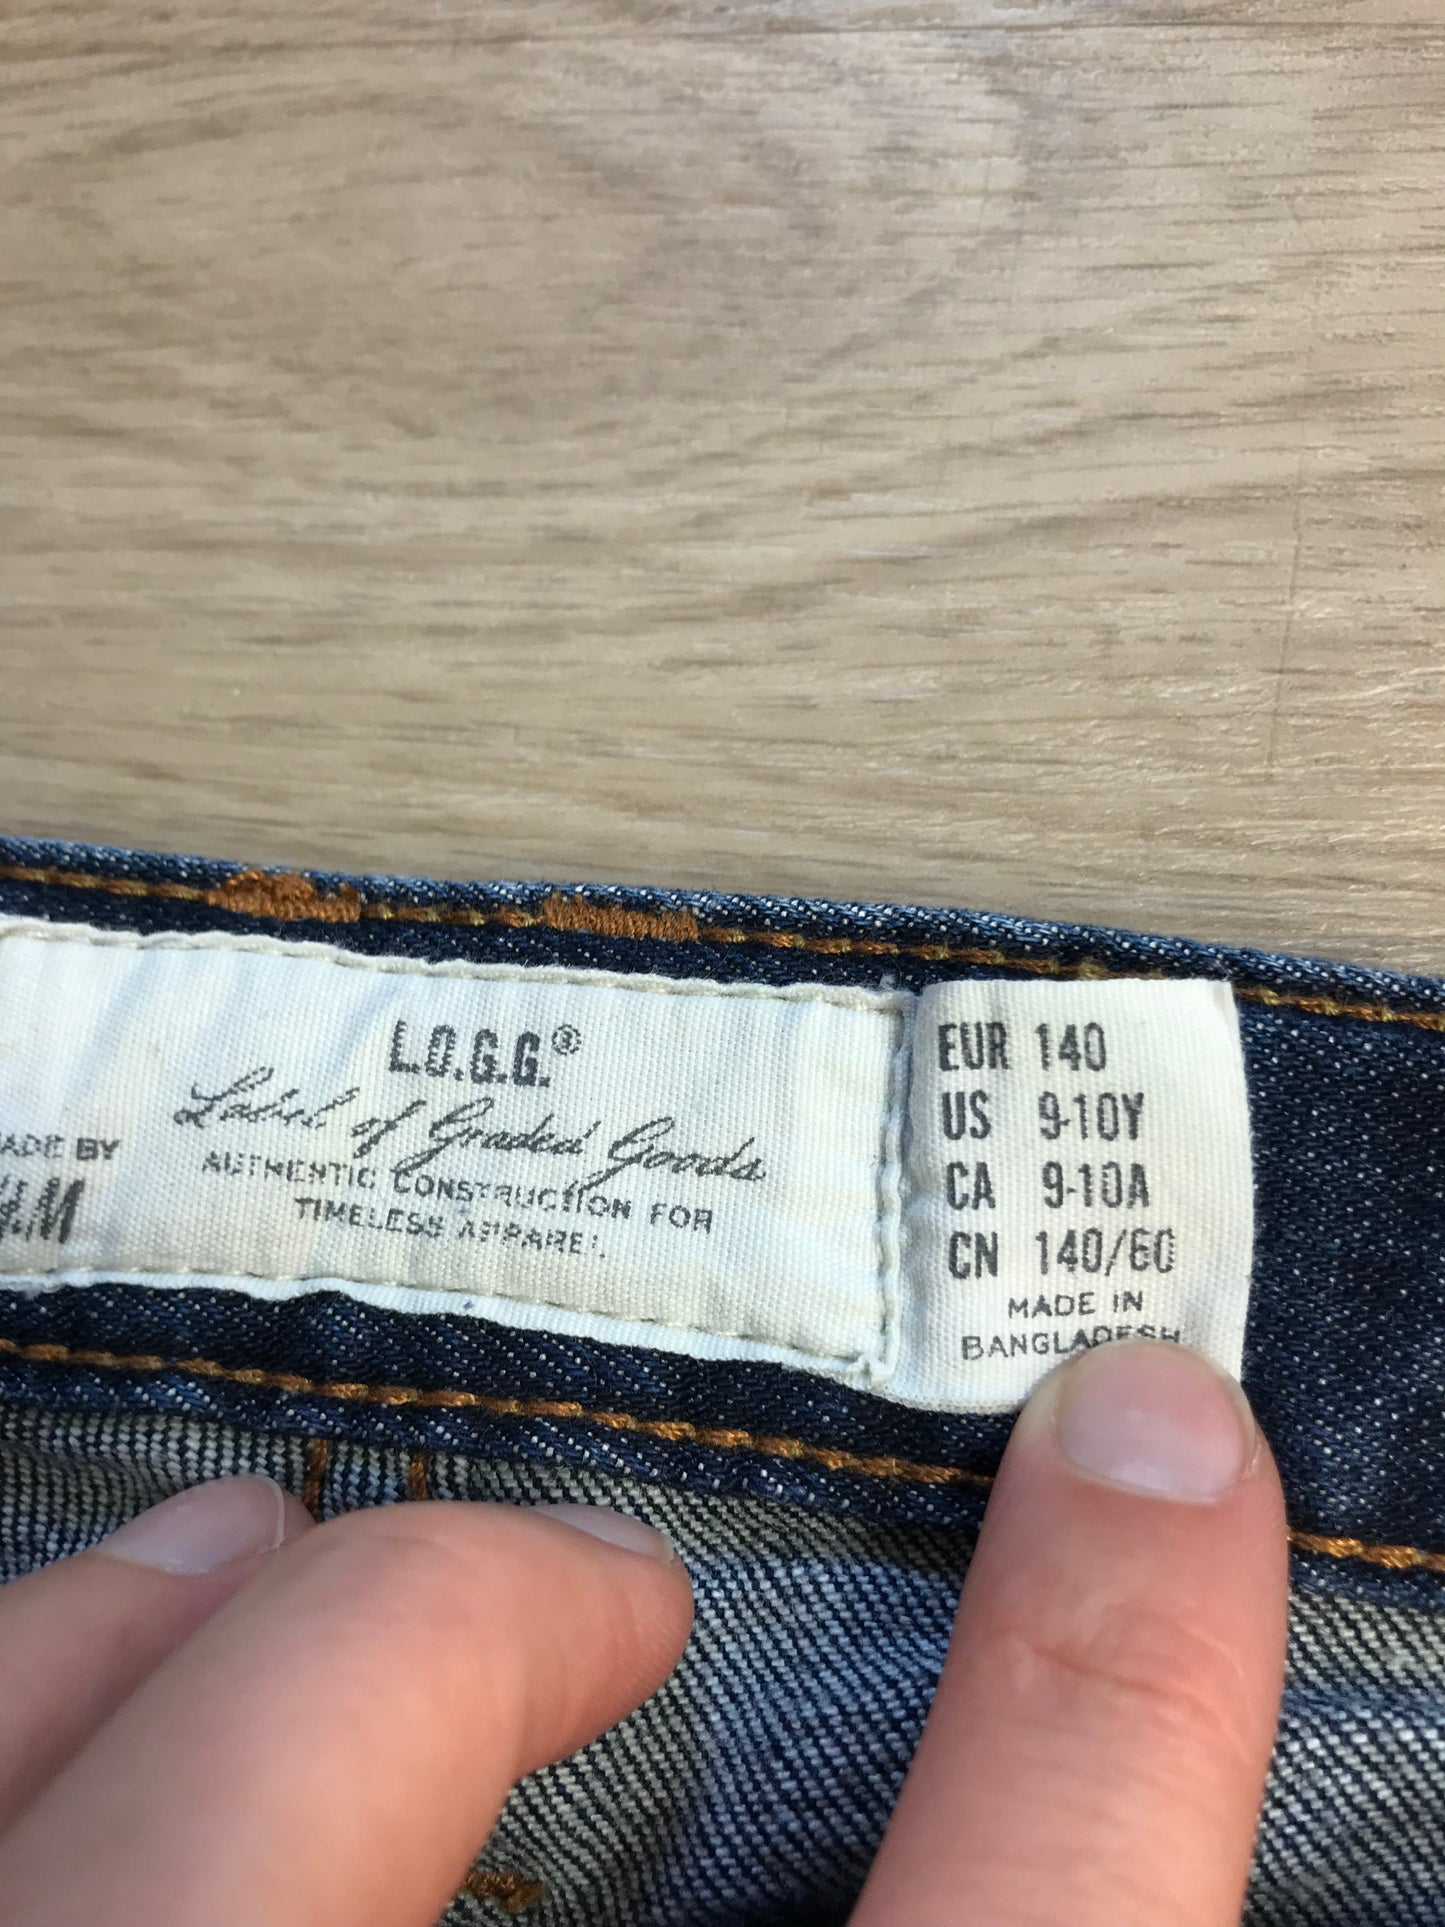 L.O.G.G.®
Label of Graded Goods
AUTHENTIC CONSTRUCTION FOR
TIMELESS APPAREL
MADE BY
H&M
EUR 140
US 9-10Y
CA 9-10A
CN 140/60
MADE IN
BANGLADESH